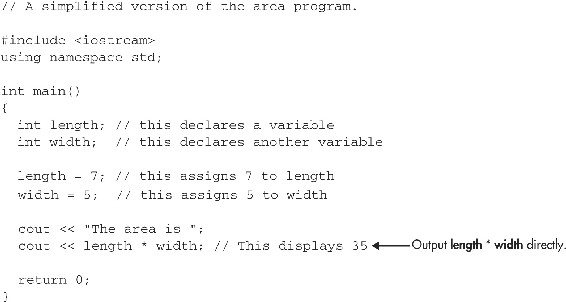 // A simplified version of the area program.
#include <iostream>
using namespace std;
int main()
{
int length; // this declares a variable
int width;  // this declares another variable
length = 7; // this assigns 7 to length
width = 5;  // this assigns 5 to width
cout << "The area is ";
cout << length * width; // This displays 35 Output length * width directly.
return 0;
}